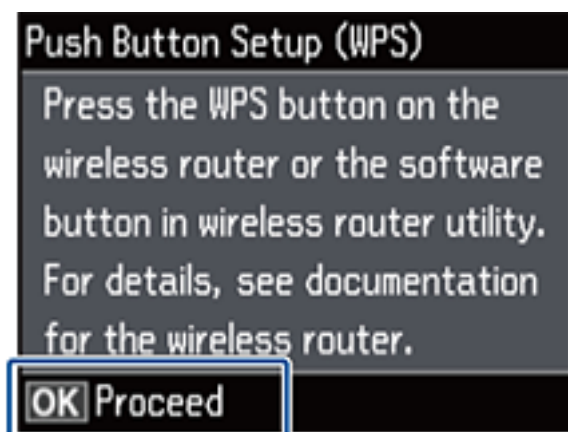 Push Button Setup (WPS)
Press the WPS button on the
wireless router or the software
button in wireless router utility.
For details, see documentation
for the wireless router.
OK Proceed